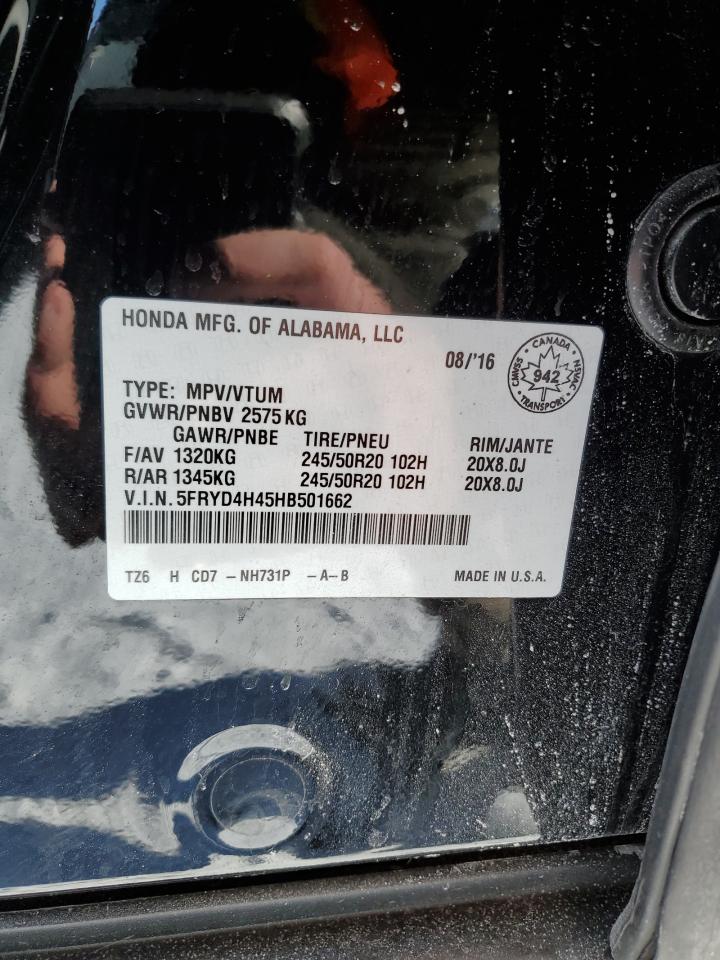 HONDA MFG. OF ALABAMA, LLC
08/'16
CANADA
CMVSS NSVAC
942
TRANSPORT
TYPE: MPV/VTUM
GVWR/PNBV 2575 KG
GAWR/PNBE TIRE/PNEU RIM/JANTE
F/AV 1320KG 245/50R20 102H 20X8.0J
R/AR 1345KG 245/50R20 102H 20X8.0J
V.I.N. 5FRYD4H45HB501662
TZ6 H CD7 – NH731P – A – B MADE IN U.S.A.